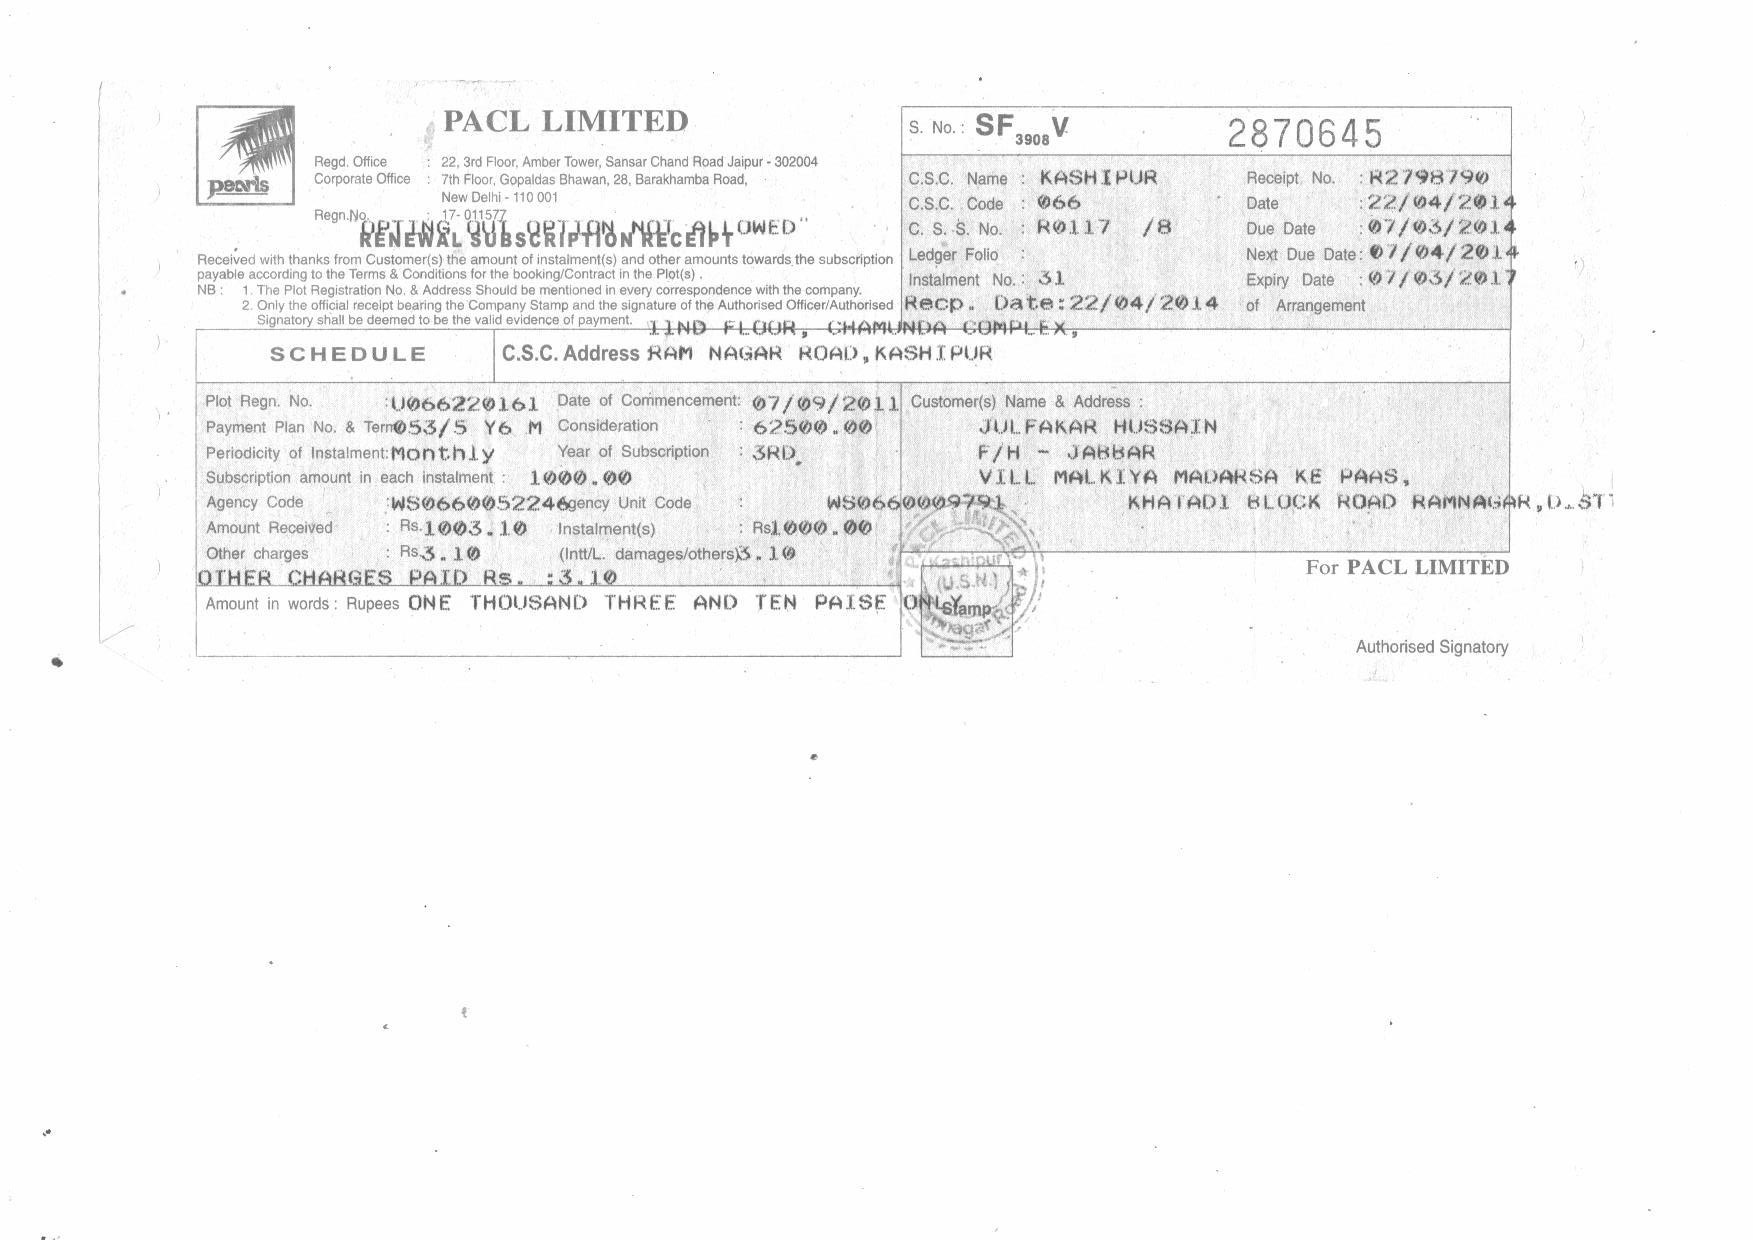 PACL LIMITED
pearls
Regd. Office : 22, 3rd Floor, Amber Tower, Sansar Chand Road Jaipur - 302004
Corporate Office : 7th Floor, Gopaldas Bhawan, 28, Barakhamba Road,
New Delhi - 110 001
Regn.No. : 17- 011577
OPTING OUT OPTION NOT ALLOWED"
RENEWAL SUBSCRIPTION RECEIPT
Received with thanks from Customer(s) the amount of instalment(s) and other amounts towards the subscription
payable according to the Terms & Conditions for the booking/Contract in the Plot(s) .
NB : 1. The Plot Registration No. & Address Should be mentioned in every correspondence with the company.
2. Only the official receipt bearing the Company Stamp and the signature of the Authorised Officer/Authorised
Signatory shall be deemed to be the valid evidence of payment.
S. No. : SF 3908 V 2870645
C.S.C. Name : KASHIPUR Receipt No. : R2798790
C.S.C. Code : 066 Date : 22/04/2014
C. S. S. No. : R0117 /8 Due Date : 07/03/2014
Ledger Folio : Next Due Date : 07/04/2014
Instalment No. : 31 Expiry Date : 07/03/2017
Recp. Date:22/04/2014 of Arrangement
IIND FLOOR, CHAMUNDA COMPLEX,
SCHEDULE C.S.C. Address RAM NAGAR ROAD,KASHIPUR
Plot Regn. No. :U066220161 Date of Commencement: 07/09/2011
Payment Plan No. & Term 053/5 Y6 M Consideration : 62500.00
Periodicity of Instalment: Monthly Year of Subscription : 3RD
Subscription amount in each instalment : 1000.00
Agency Code :WS0660052246 Agency Unit Code : WS0660009791
Amount Received : Rs. 1003.10 Instalment(s) : Rs 1000.00
Other charges : Rs. 3.10 (Intt/L. damages/others) 3.10
OTHER CHARGES PAID Rs. :3.10
Amount in words : Rupees ONE THOUSAND THREE AND TEN PAISE ONLY
Customer(s) Name & Address :
JULFAKAR HUSSAIN
F/H - JABBAR
VILL MALKIYA MADARSA KE PAAS,
KHATADI BLOCK ROAD RAMNAGAR,
PACL LIMITED
Kashipur
(U.S.N.)
Stamp
For PACL LIMITED
Authorised Signatory